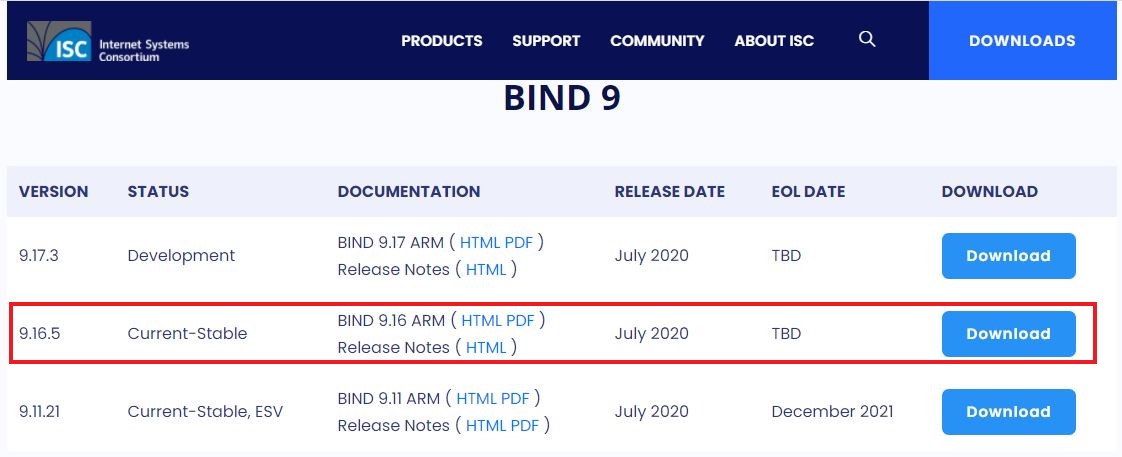 ISC Internet Systems Consortium
PRODUCTS SUPPORT COMMUNITY ABOUT ISC DOWNLOADS
BIND 9
VERSION STATUS DOCUMENTATION RELEASE DATE EOL DATE DOWNLOAD
9.17.3 Development BIND 9.17 ARM ( HTML PDF ) July 2020 TBD Download
Release Notes ( HTML )
9.16.5 Current-Stable BIND 9.16 ARM ( HTML PDF ) July 2020 TBD Download
Release Notes ( HTML )
9.11.21 Current-Stable, ESV BIND 9.11 ARM ( HTML PDF ) July 2020 December 2021 Download
Release Notes ( HTML PDF )